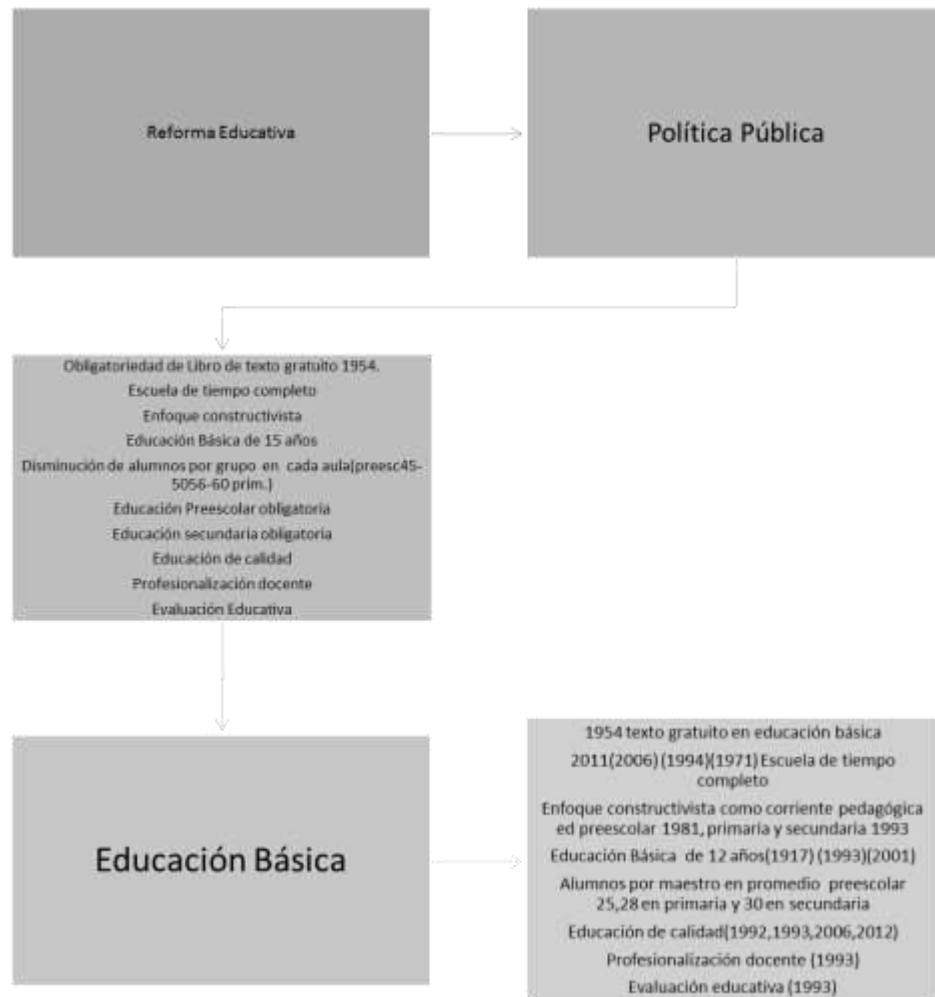 Reforma Educativa
Política Pública
Obligatoriedad de Libro de texto gratuito 1954.
Escuela de tiempo completo
Enfoque constructivista
Educación Básica de 15 años
Disminución de alumnos por grupo en cada aula(preesc45-
5056-60 prim.)
Educación Preescolar obligatoria
Educación secundaria obligatoria
Educación de calidad
Profesionalización docente
Evaluación Educativa
Educación Básica
1954 texto gratuito en educación básica
2011(2006) (1994)(1971) Escuela de tiempo
completo
Enfoque constructivista como corriente pedagógica
ed preescolar 1981, primaria y secundaria 1993
Educación Básica de 12 años(1917) (1993)(2001)
Alumnos por maestro en promedio preescolar
25,28 en primaria y 30 en secundaria
Educación de calidad(1992,1993,2006,2012)
Profesionalización docente (1993)
Evaluación educativa (1993)